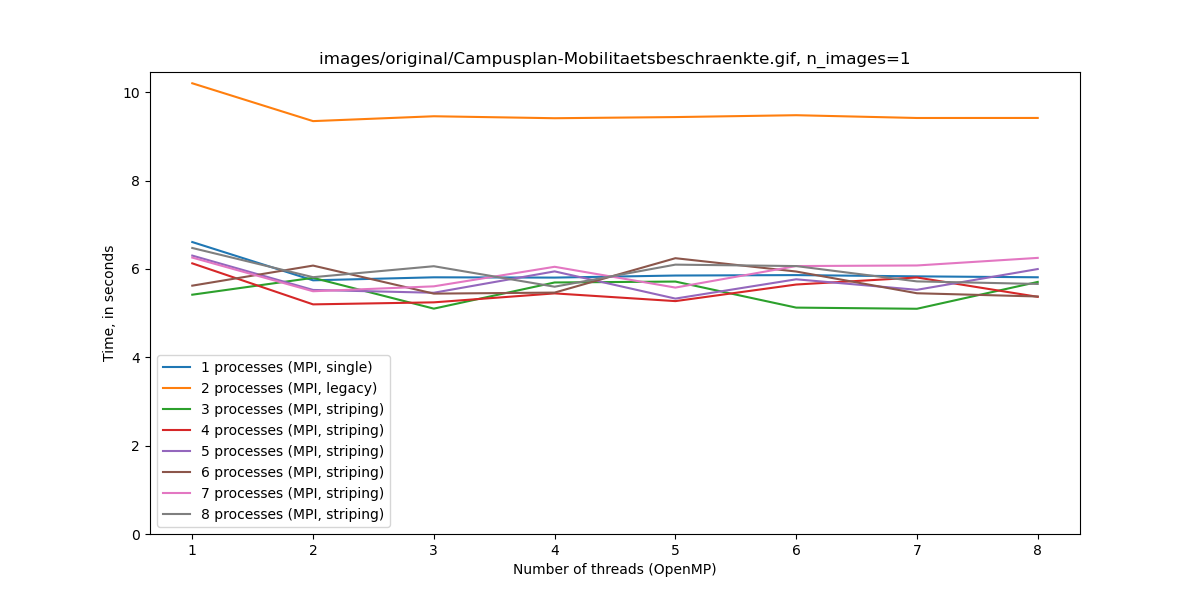 images/original/Campusplan-Mobilitaetsbeschraenkte.gif, n_images=1
10
8
6
4
2
0
Time, in seconds
1 processes (MPI, single)
2 processes (MPI, legacy)
3 processes (MPI, striping)
4 processes (MPI, striping)
5 processes (MPI, striping)
6 processes (MPI, striping)
7 processes (MPI, striping)
8 processes (MPI, striping)
1 2 3 4 5 6 7 8
Number of threads (OpenMP)